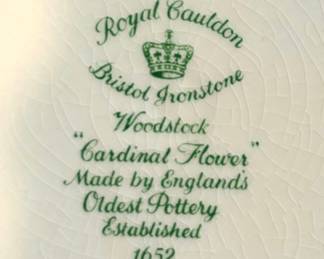 Royal Cauldon
Bristol Ironstone
Woodstock
"Cardinal Flower"
Made by England's
Oldest Pottery
Established
1652